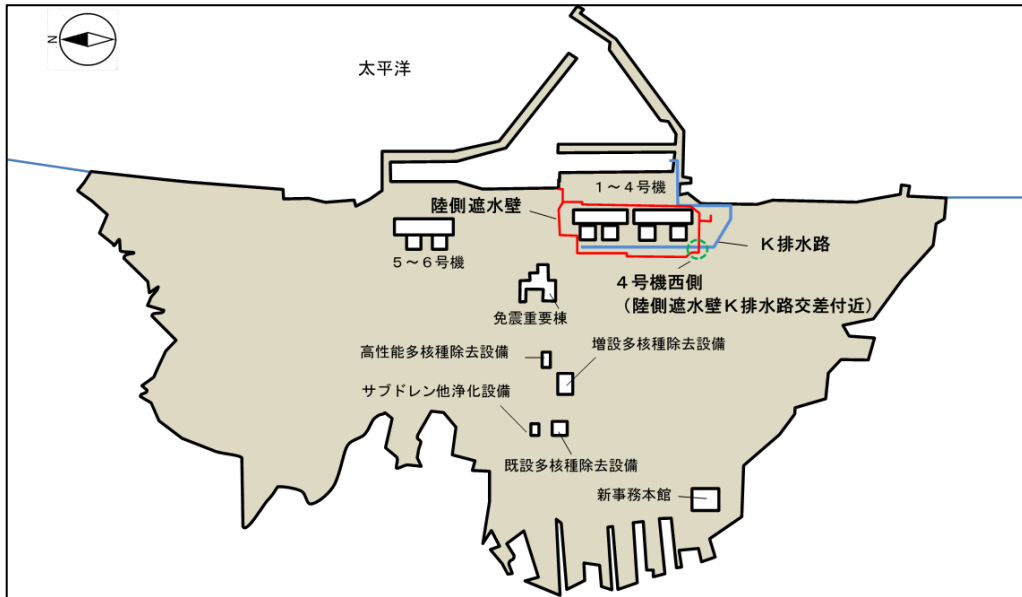 N
太平洋
1～4号機
陸側遮水壁
K排水路
5～6号機
4号機西側
（陸側遮水壁K排水路交差付近）
免震重要棟
高性能多核種除去設備
増設多核種除去設備
サブドレン他浄化設備
既設多核種除去設備
新事務本館